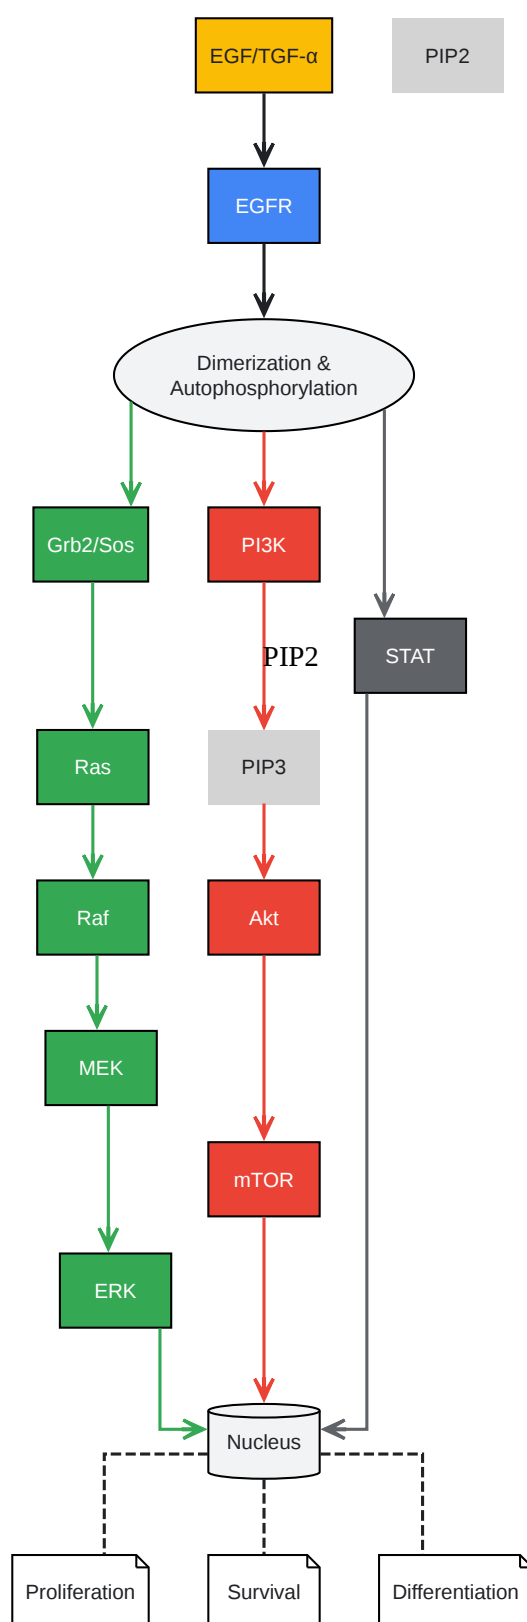 EGF/TGF-α
PIP2
EGFR
Dimerization &
Autophosphorylation
Grb2/Sos
PI3K
PIP2
STAT
Ras
PIP3
Raf
Akt
MEK
mTOR
ERK
Nucleus
Proliferation
Survival
Differentiation